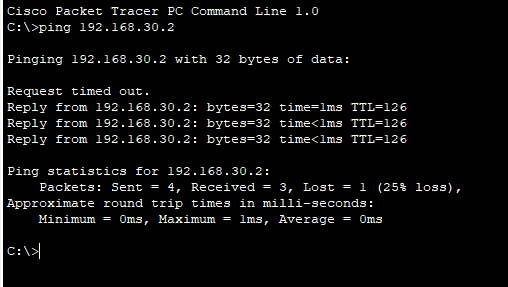 Cisco Packet Tracer PC Command Line 1.0
C:\>ping 192.168.30.2
Pinging 192.168.30.2 with 32 bytes of data:
Request timed out.
Reply from 192.168.30.2: bytes=32 time=1ms TTL=126
Reply from 192.168.30.2: bytes=32 time<1ms TTL=126
Reply from 192.168.30.2: bytes=32 time<1ms TTL=126
Ping statistics for 192.168.30.2:
Packets: Sent = 4, Received = 3, Lost = 1 (25% loss),
Approximate round trip times in milli-seconds:
Minimum = 0ms, Maximum = 1ms, Average = 0ms
C:\>